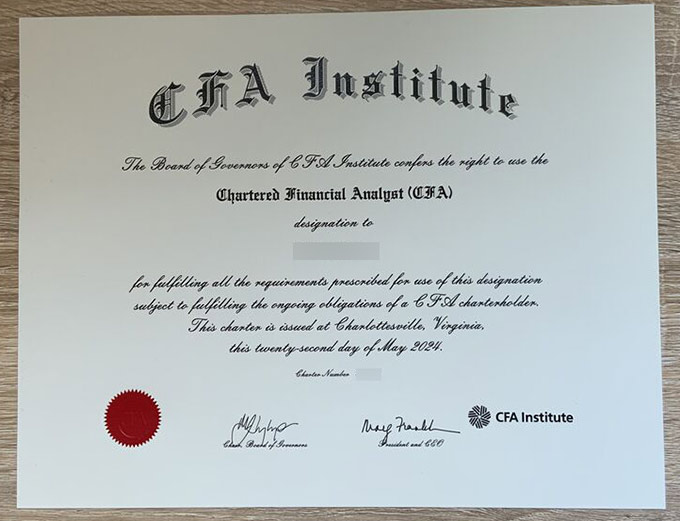 CFA Institute
The Board of Governors of CFA Institute confers the right to use the
Chartered Financial Analyst (CFA)
designation to
for fulfilling all the requirements prescribed for use of this designation
subject to fulfilling the ongoing obligations of a CFA charterholder.
This charter is issued at Charlottesville, Virginia,
this twenty-second day of May 2024.
Charter Number
CFA Institute
Chair, Board of Governors
President and CEO